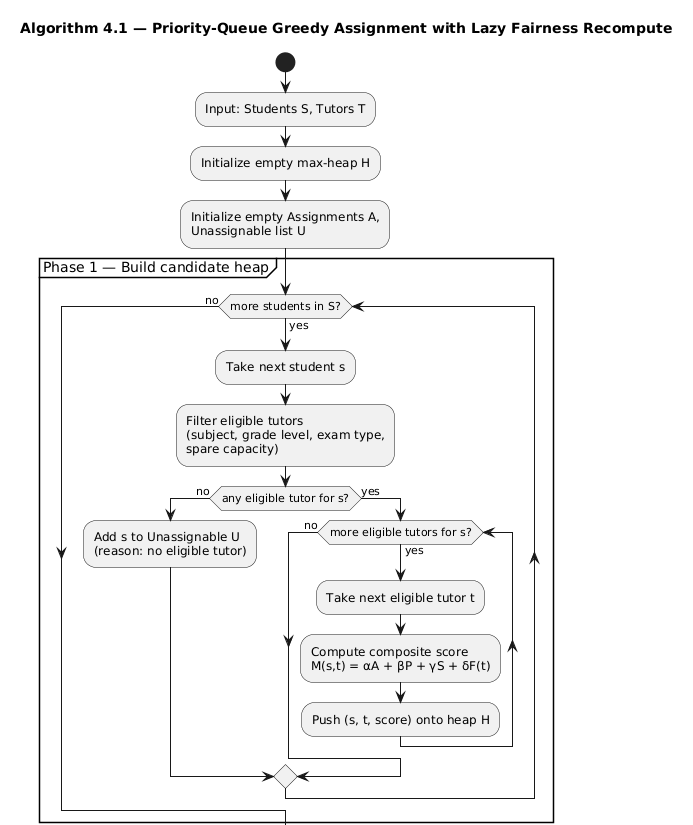 Algorithm 4.1 — Priority-Queue Greedy Assignment with Lazy Fairness Recompute
Input: Students S, Tutors T
Initialize empty max-heap H
Initialize empty Assignments A,
Unassignable list U
Phase 1 — Build candidate heap
no
more students in S?
yes
Take next student s
Filter eligible tutors
(subject, grade level, exam type,
spare capacity)
no
any eligible tutor for s?
yes
Add s to Unassignable U
(reason: no eligible tutor)
no
more eligible tutors for s?
yes
Take next eligible tutor t
Compute composite score
M(s,t) = αA + βP + γS + δF(t)
Push (s, t, score) onto heap H